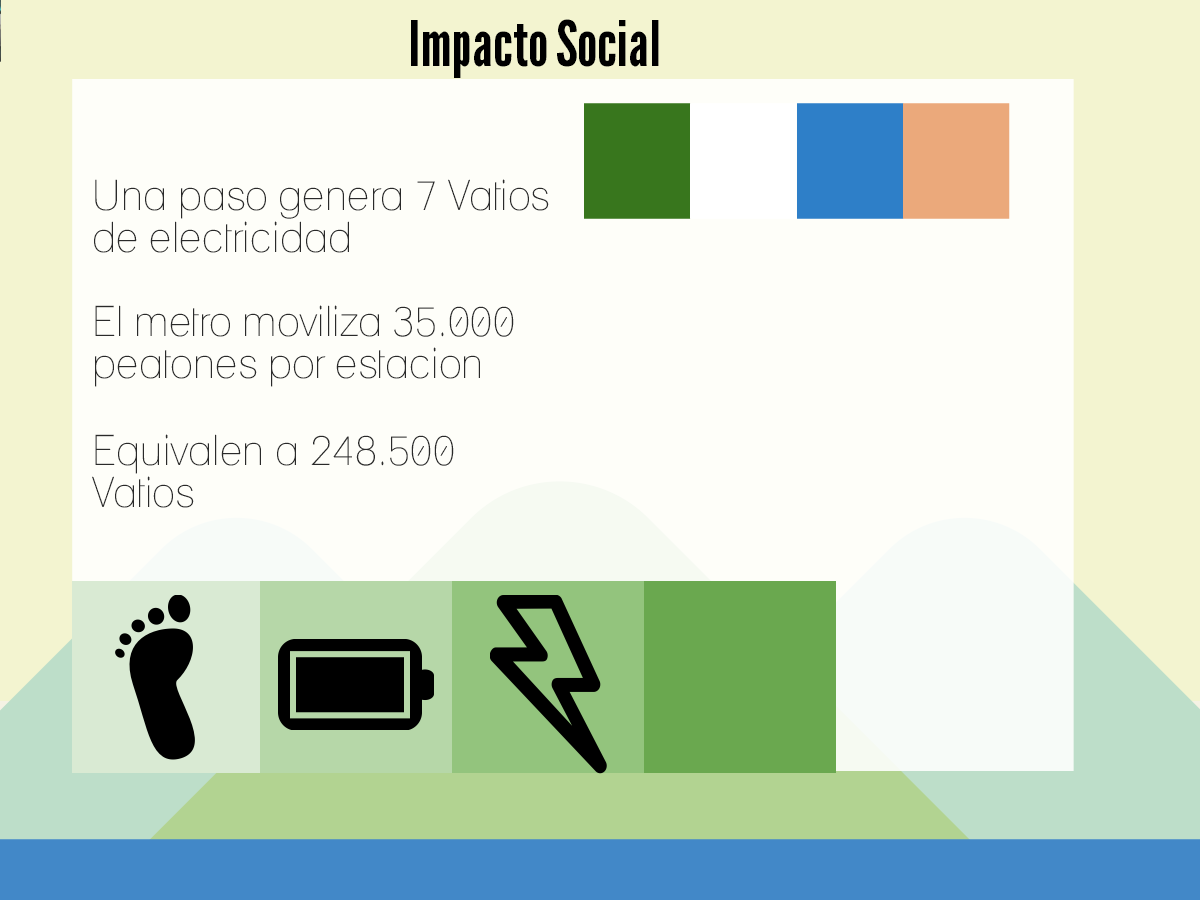 Impacto Social
Una paso genera 7 Vatios
de electricidad
El metro moviliza 35.000
peatones por estacion
Equivalen a 248.500
Vatios